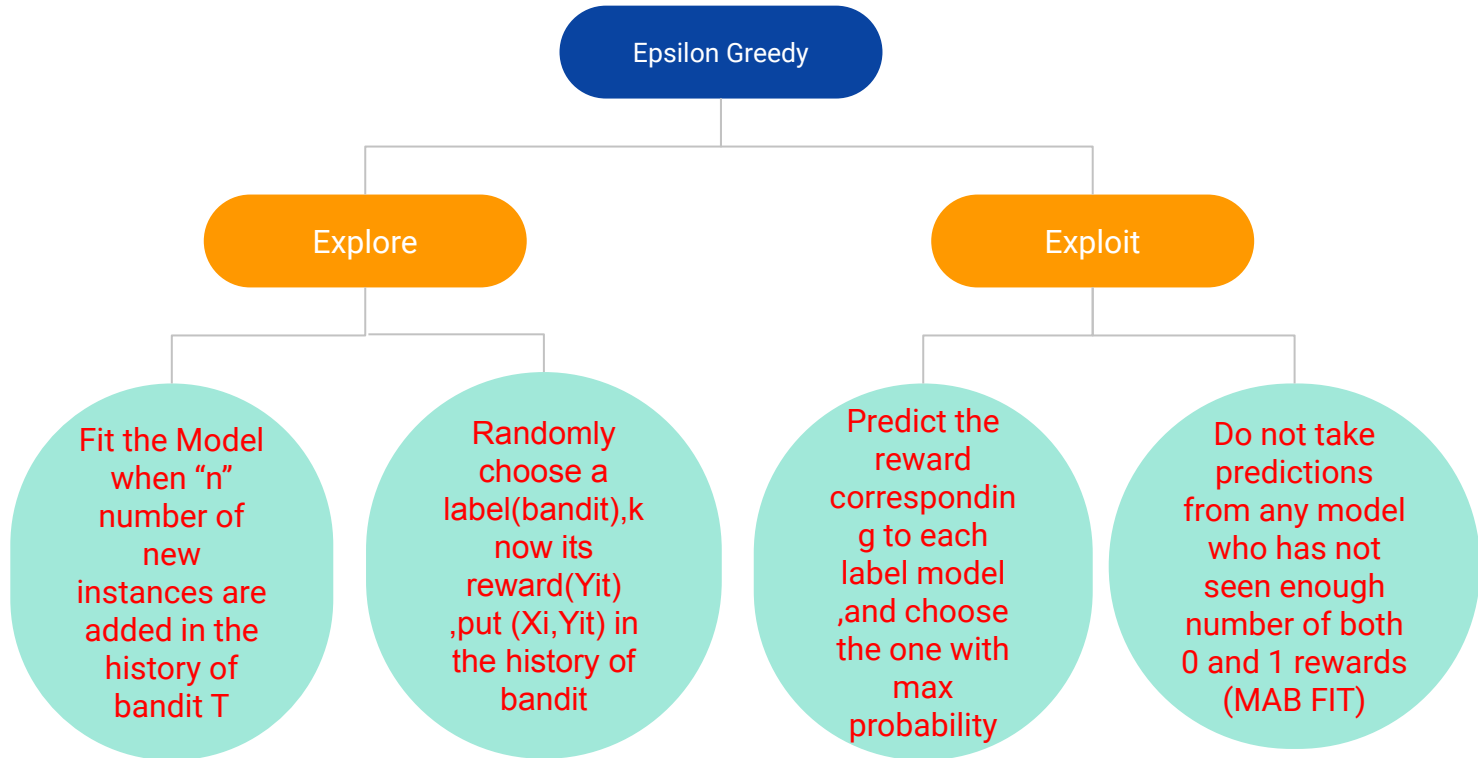 Epsilon Greedy
Explore
Exploit
Fit the Model
when “n”
number of
new
instances are
added in the
history of
bandit T
Randomly
choose a
label(bandit),k
now its
reward(Yit)
,put (Xi,Yit) in
the history of
bandit
Predict the
reward
correspondin
g to each
label model
,and choose
the one with
max
probability
Do not take
predictions
from any model
who has not
seen enough
number of both
0 and 1 rewards
(MAB FIT)